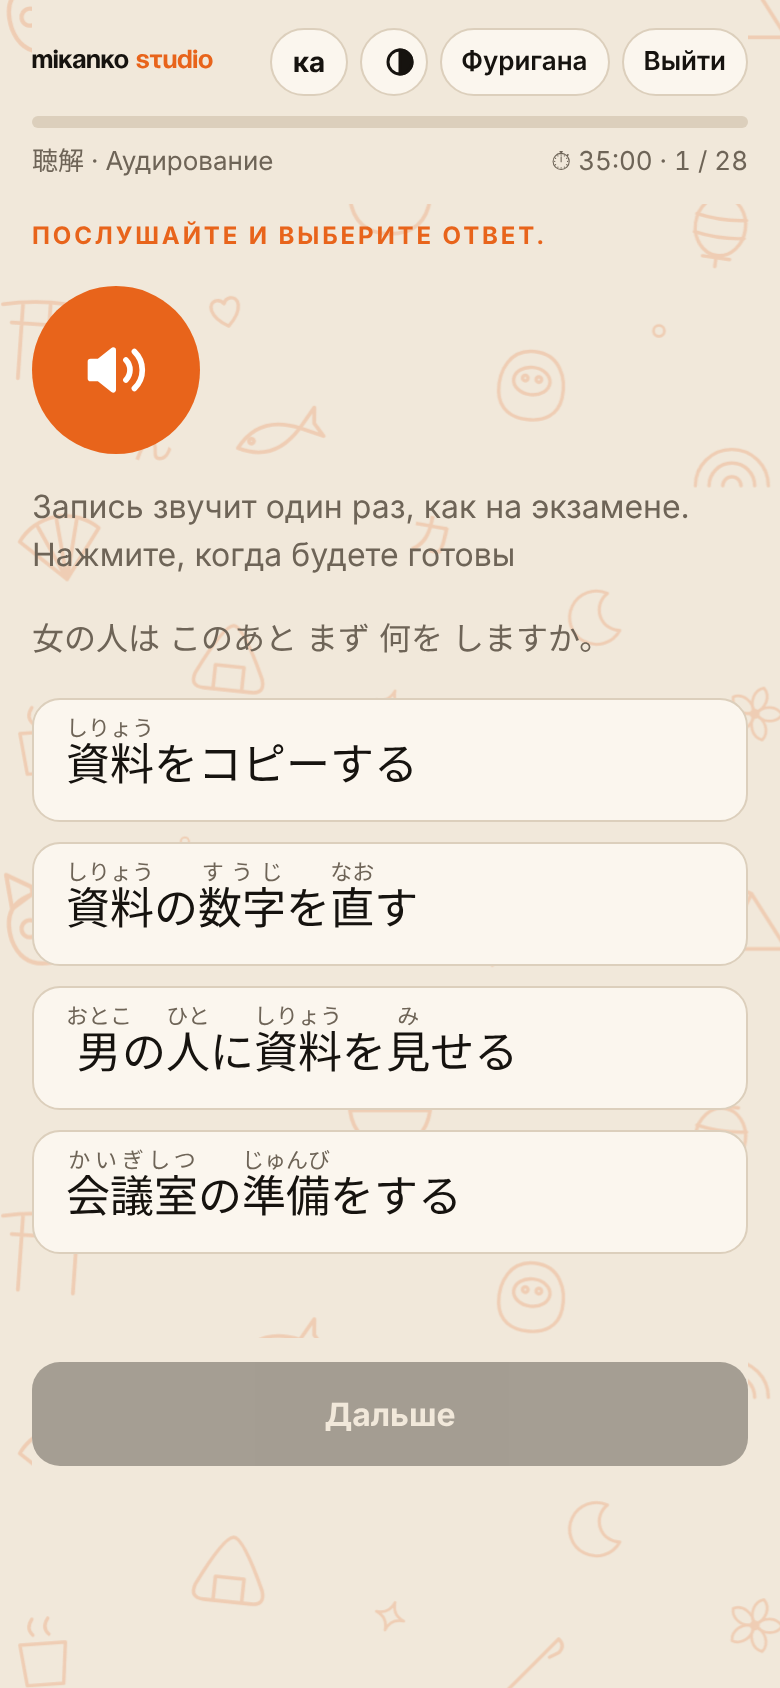 mikanko studio
ка
Фуригана
Выйти
聴解 · Аудирование
⏱ 35:00 · 1 / 28
ПОСЛУШАЙТЕ И ВЫБЕРИТЕ ОТВЕТ.
Запись звучит один раз, как на экзамене.
Нажмите, когда будете готовы
女の人は このあと まず 何を しますか。
しりょう
資料をコピーする
しりょう すうじ なお
資料の数字を直す
おとこ ひと しりょう み
男の人に資料を見せる
かいぎしつ じゅんび
会議室の準備をする
Дальше